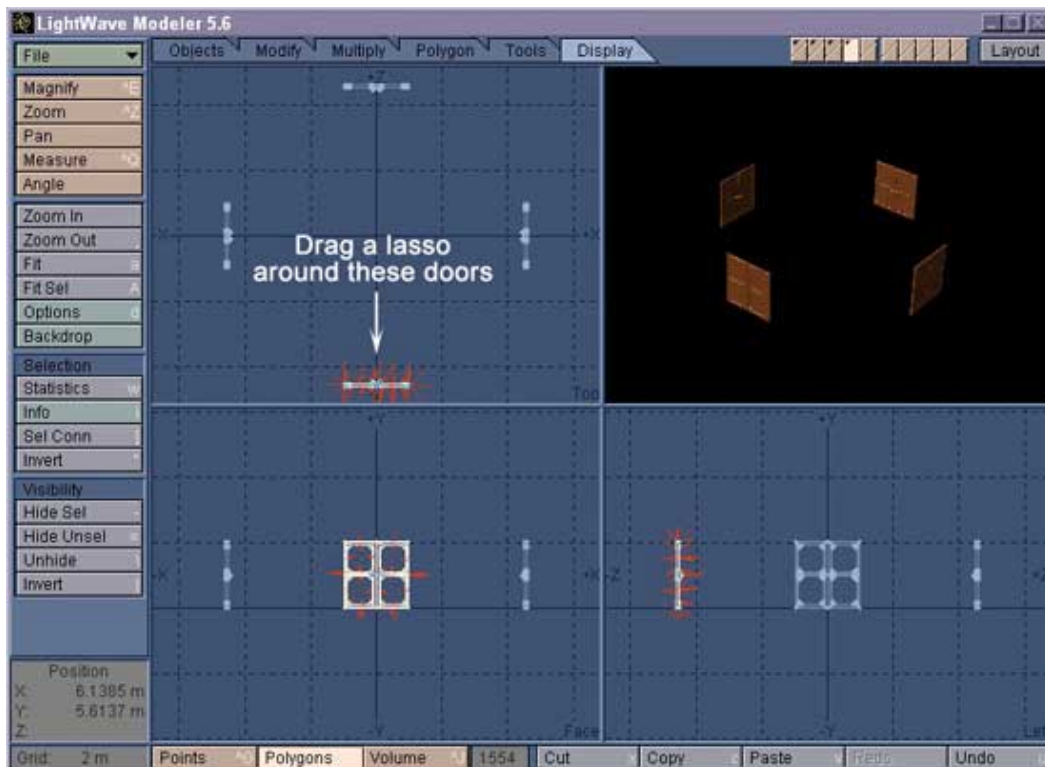 LightWave Modeler 5.6
File
Objects Modify Multiply Polygon Tools Display Layout
Magnify ^E
Zoom ^Z
Pan
Measure
Angle
Zoom In
Zoom Out
Fit a
Fit Sel A
Options d
Backdrop
Selection
Statistics w
Info i
Sel Conn ]
Invert "
Visibility
Hide Sel -
Hide Unsel =
Unhide \
Invert |
Position
X: 6.1385 m
Y: 5.6137 m
Z:
Grid: 2 m
+Z
-X +X
Drag a lasso
around these doors
Top
+Y
-X +X
-Y
Face
+Y
-Z +Z
-Y
Left
Points Polygons Volume 1554 Cut Copy Paste Redo Undo